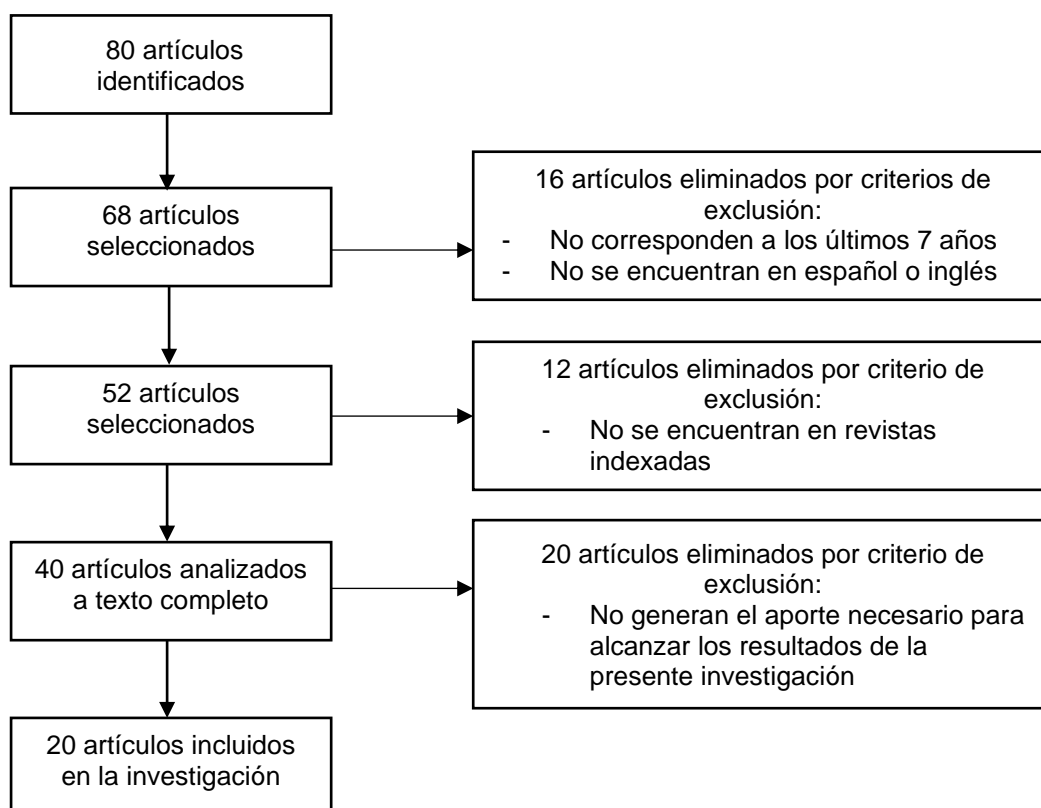 80 artículos
identificados
68 artículos
seleccionados
16 artículos eliminados por criterios de
exclusión:
- No corresponden a los últimos 7 años
- No se encuentran en español o inglés
52 artículos
seleccionados
12 artículos eliminados por criterio de
exclusión:
- No se encuentran en revistas
indexadas
40 artículos analizados
a texto completo
20 artículos eliminados por criterio de
exclusión:
- No generan el aporte necesario para
alcanzar los resultados de la
presente investigación
20 artículos incluidos
en la investigación